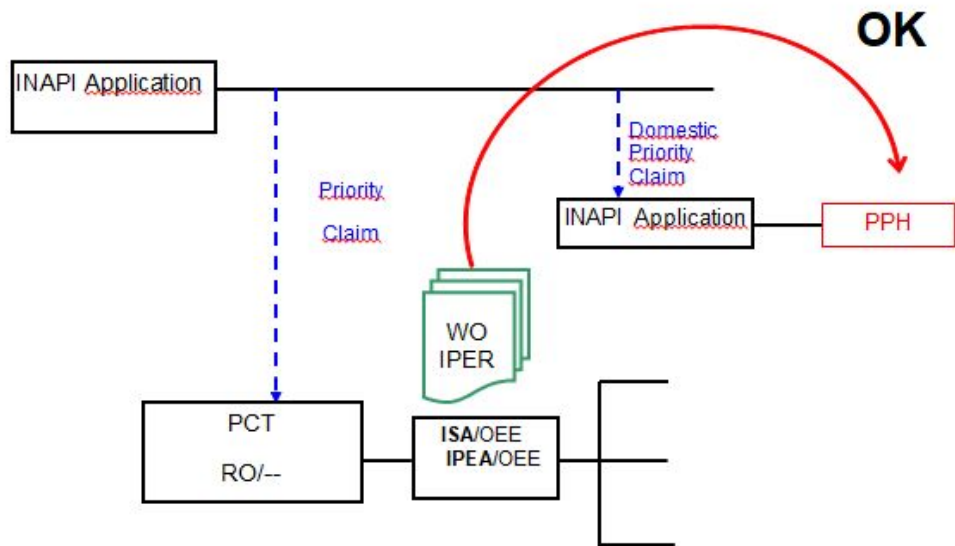 OK
INAPI Application
Domestic
Priority
Claim
Priority
Claim
INAPI Application
PPH
WO
IPER
PCT
RO/--
ISA/OEE
IPEA/OEE